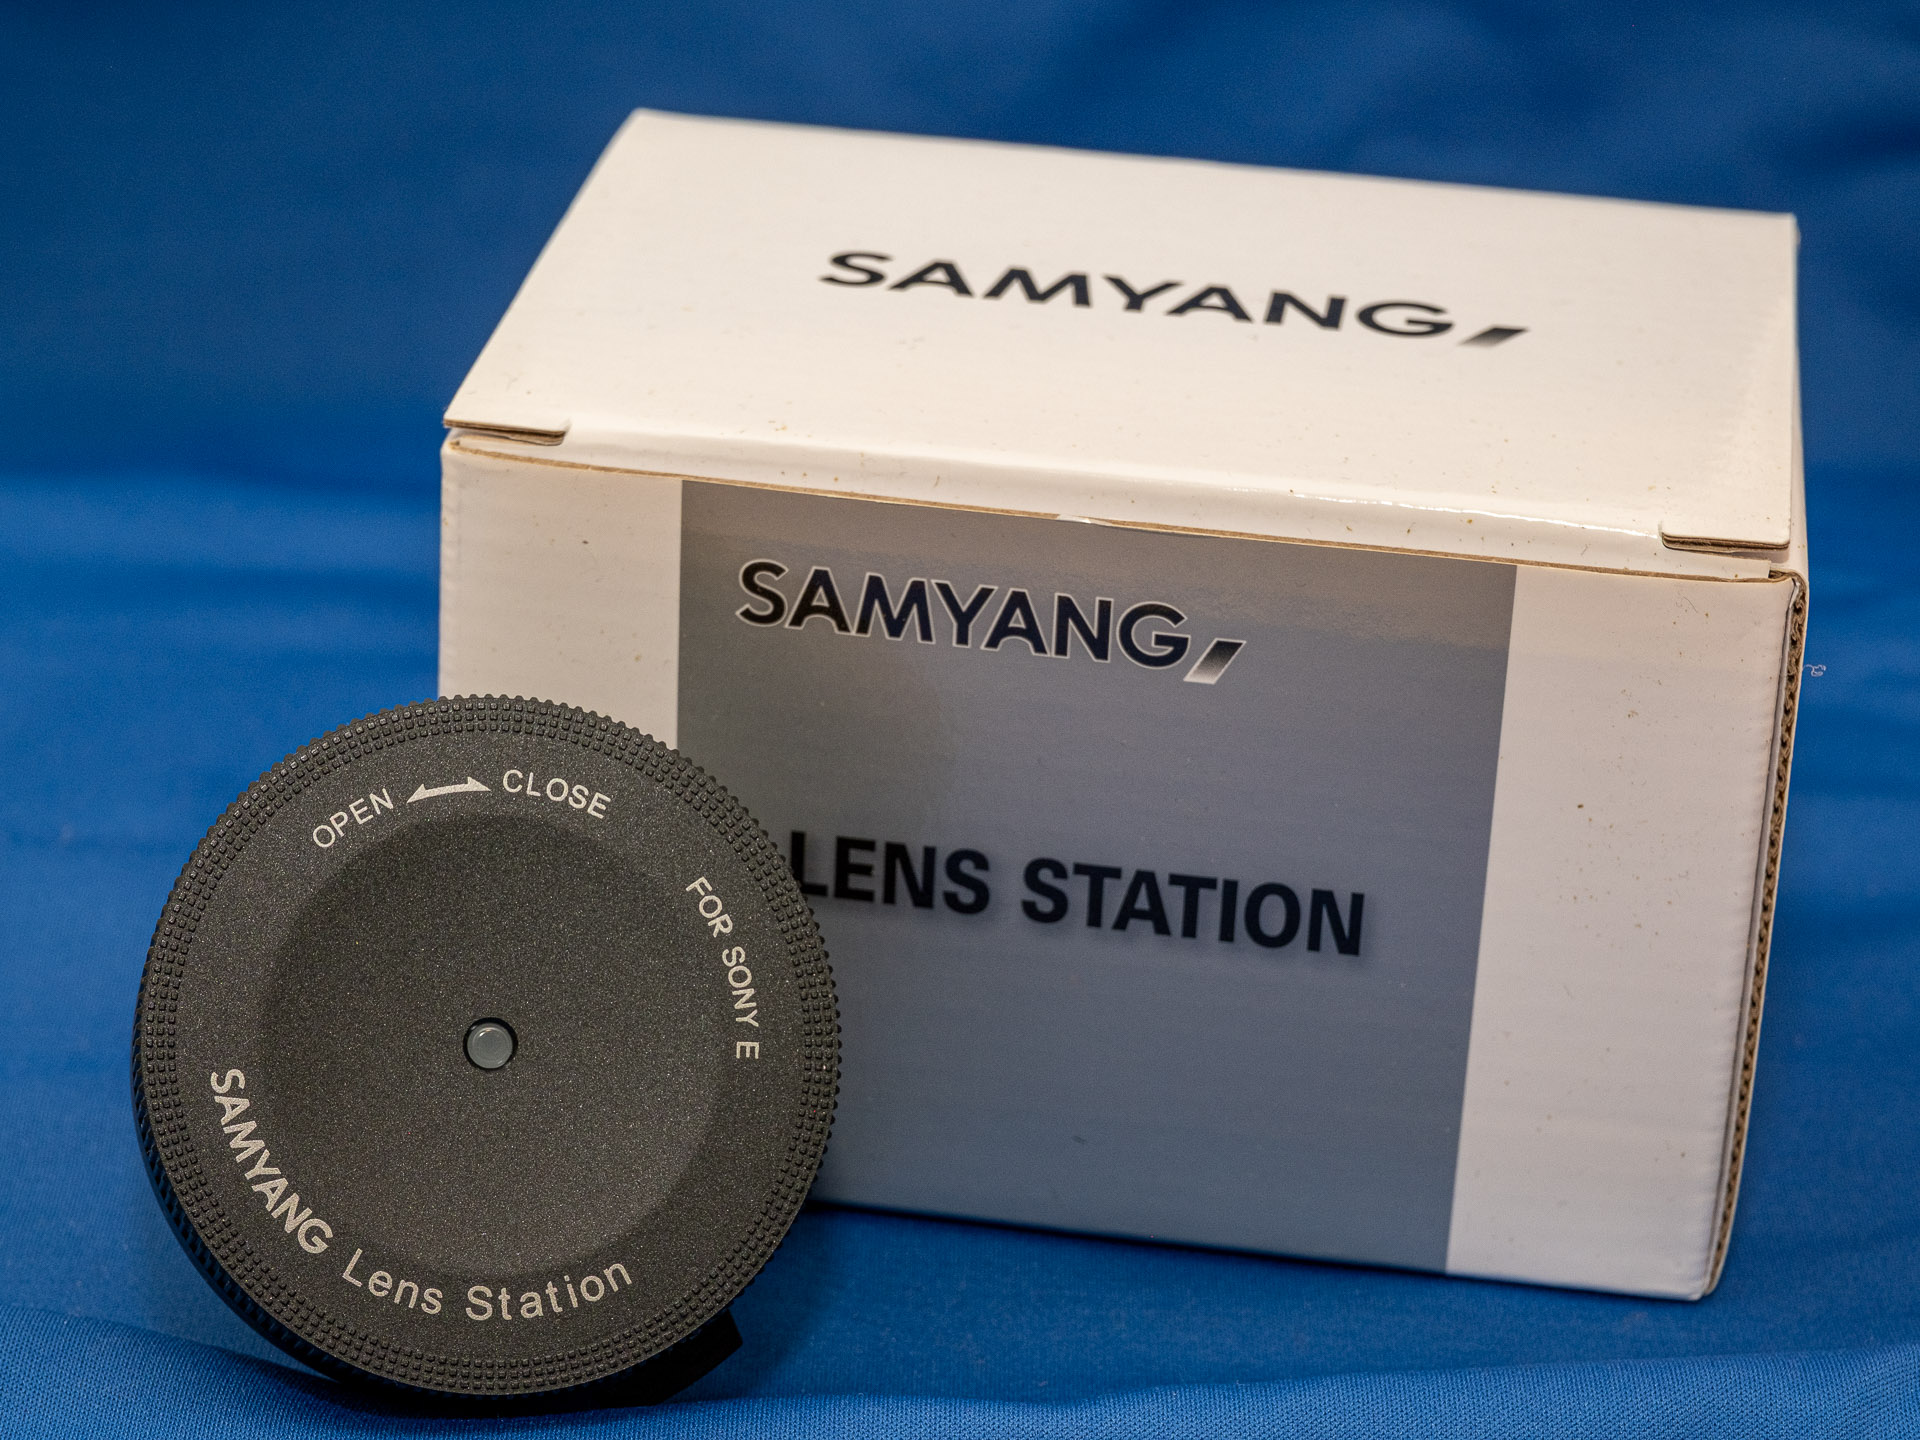 SAMYANG
SAMYANG
LENS STATION
OPEN CLOSE
FOR SONY E
SAMYANG Lens Station